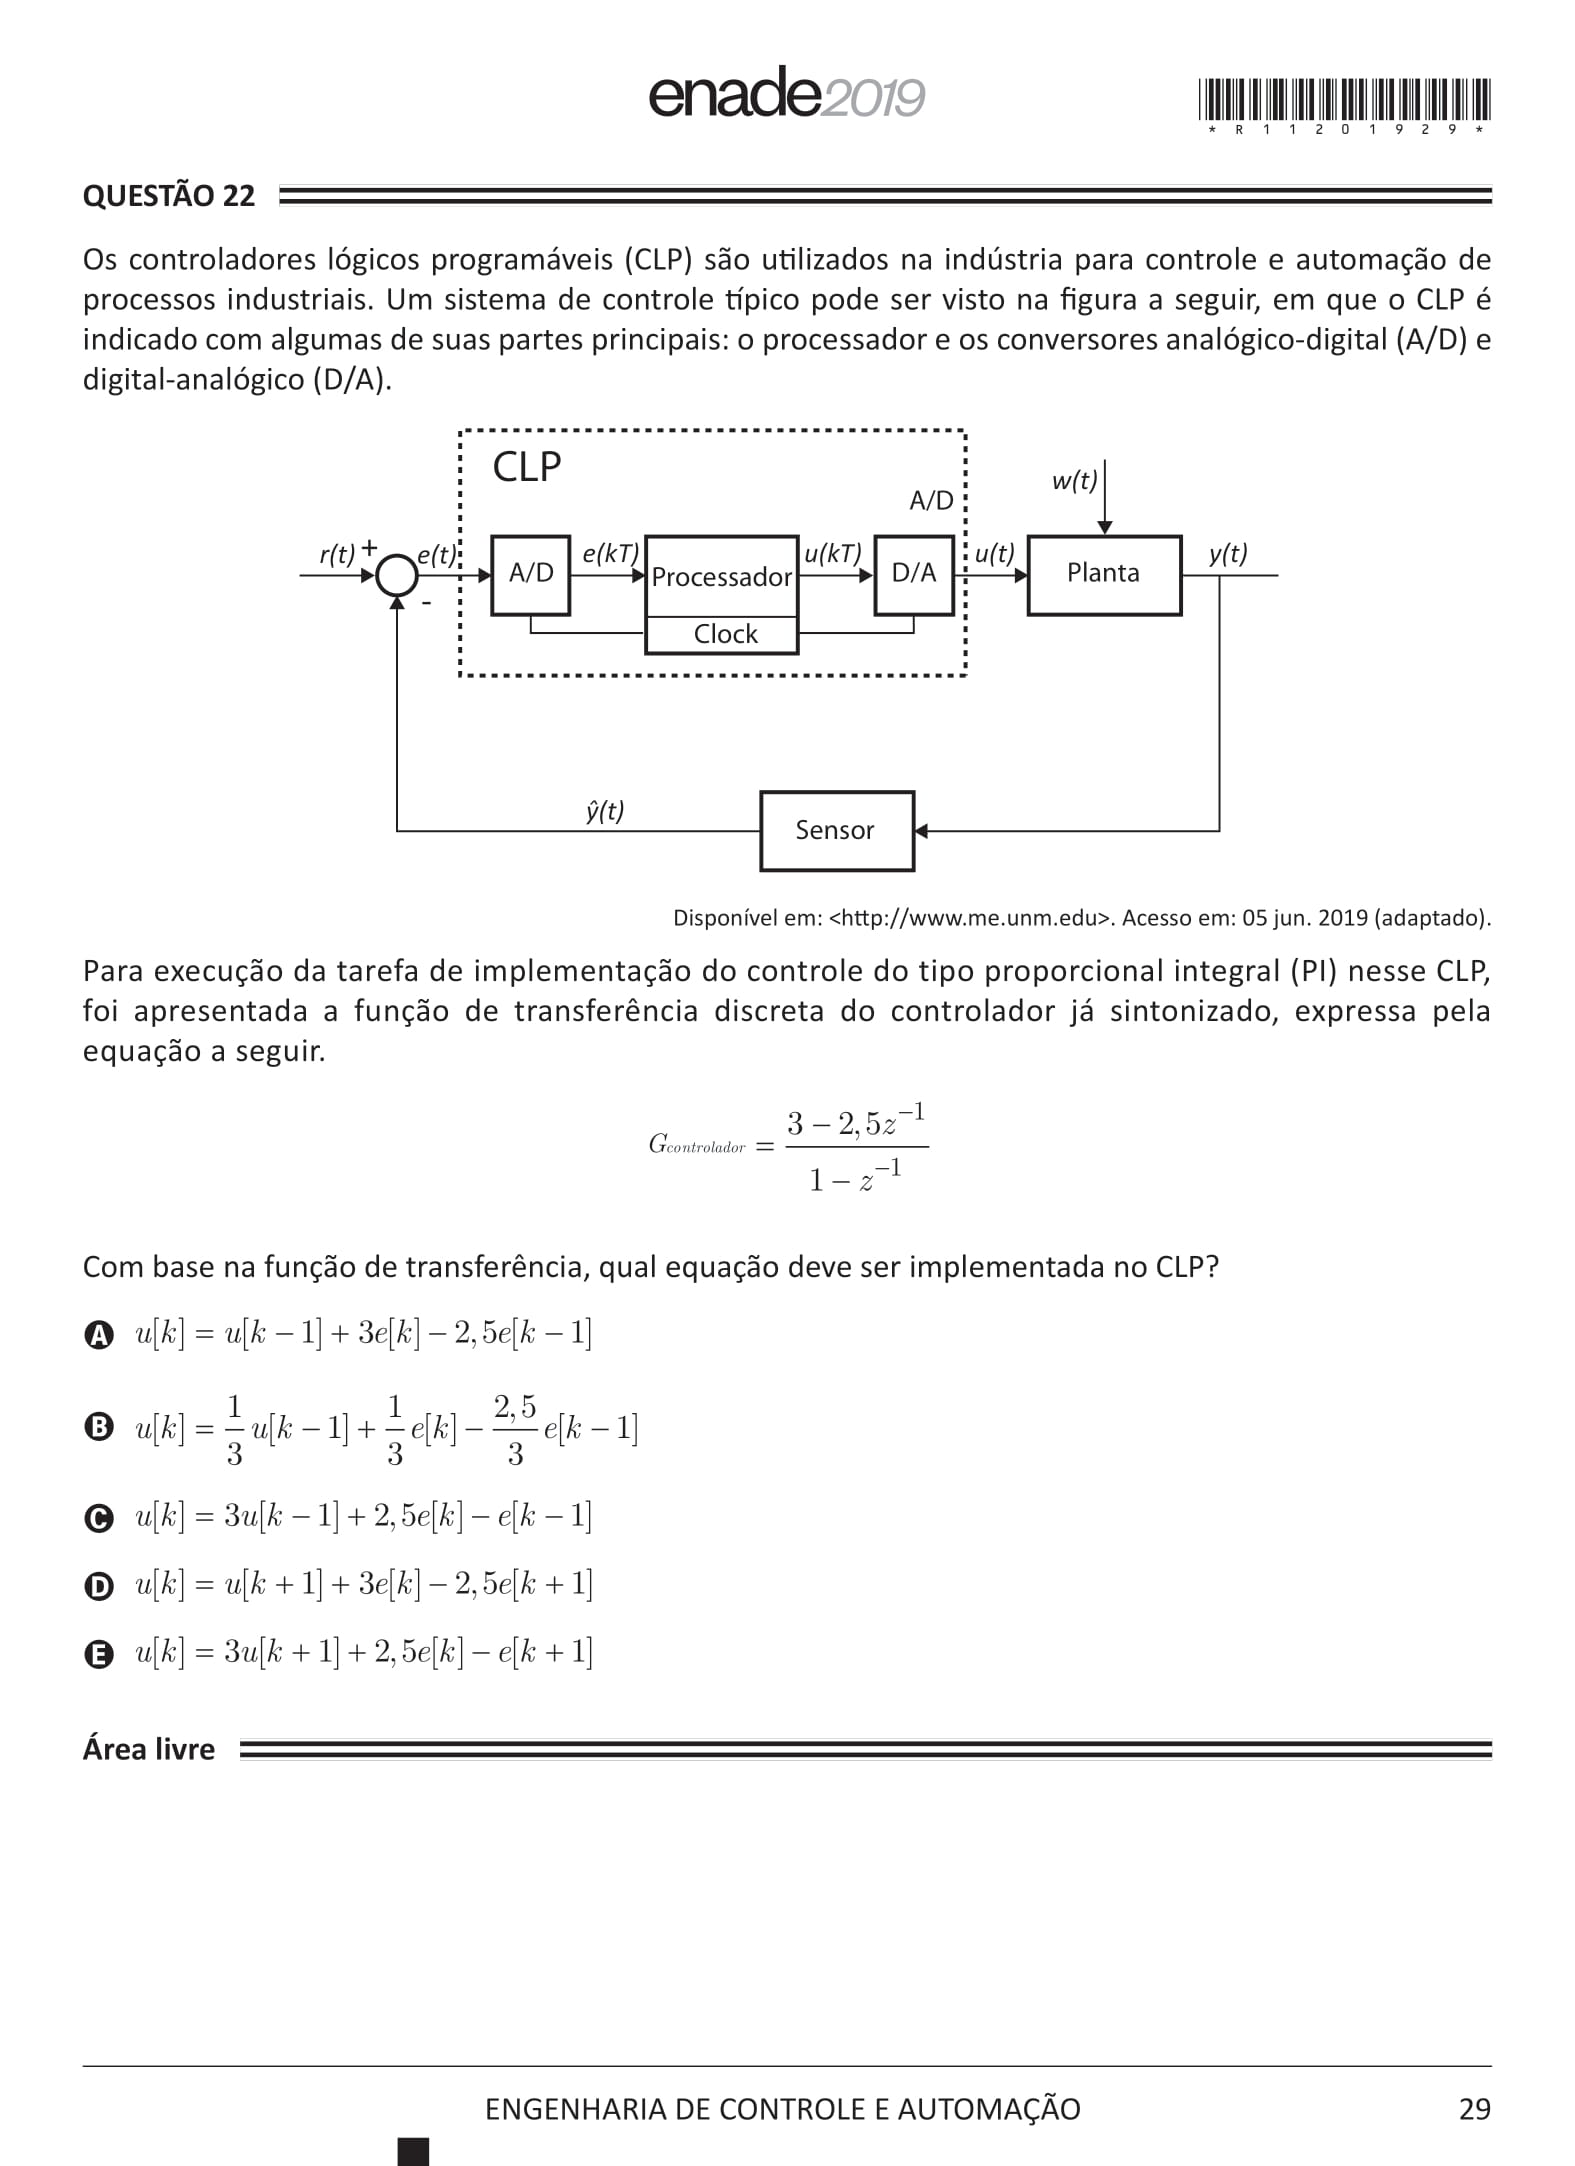 enade2019
* R 1 1 2 0 1 9 2 9 *
QUESTÃO 22
Os controladores lógicos programáveis (CLP) são utilizados na indústria para controle e automação de
processos industriais. Um sistema de controle típico pode ser visto na figura a seguir, em que o CLP é
indicado com algumas de suas partes principais: o processador e os conversores analógico-digital (A/D) e
digital-analógico (D/A).
CLP
A/D
w(t)
r(t) + e(t) A/D e(kT) Processador u(kT) D/A u(t) Planta y(t)
-
Clock
ŷ(t)
Sensor
Disponível em: <http://www.me.unm.edu>. Acesso em: 05 jun. 2019 (adaptado).
Para execução da tarefa de implementação do controle do tipo proporcional integral (PI) nesse CLP,
foi apresentada a função de transferência discreta do controlador já sintonizado, expressa pela
equação a seguir.
G_controlador = \frac{3 − 2,5z^{−1}}{1 − z^{−1}}
Com base na função de transferência, qual equação deve ser implementada no CLP?
A u[k] = u[k − 1] + 3e[k] − 2,5e[k − 1]
B u[k] = \frac{1}{3}u[k − 1] + \frac{1}{3}e[k] − \frac{2,5}{3}e[k − 1]
C u[k] = 3u[k − 1] + 2,5e[k] − e[k − 1]
D u[k] = u[k + 1] + 3e[k] − 2,5e[k + 1]
E u[k] = 3u[k + 1] + 2,5e[k] − e[k + 1]
Área livre
ENGENHARIA DE CONTROLE E AUTOMAÇÃO
29